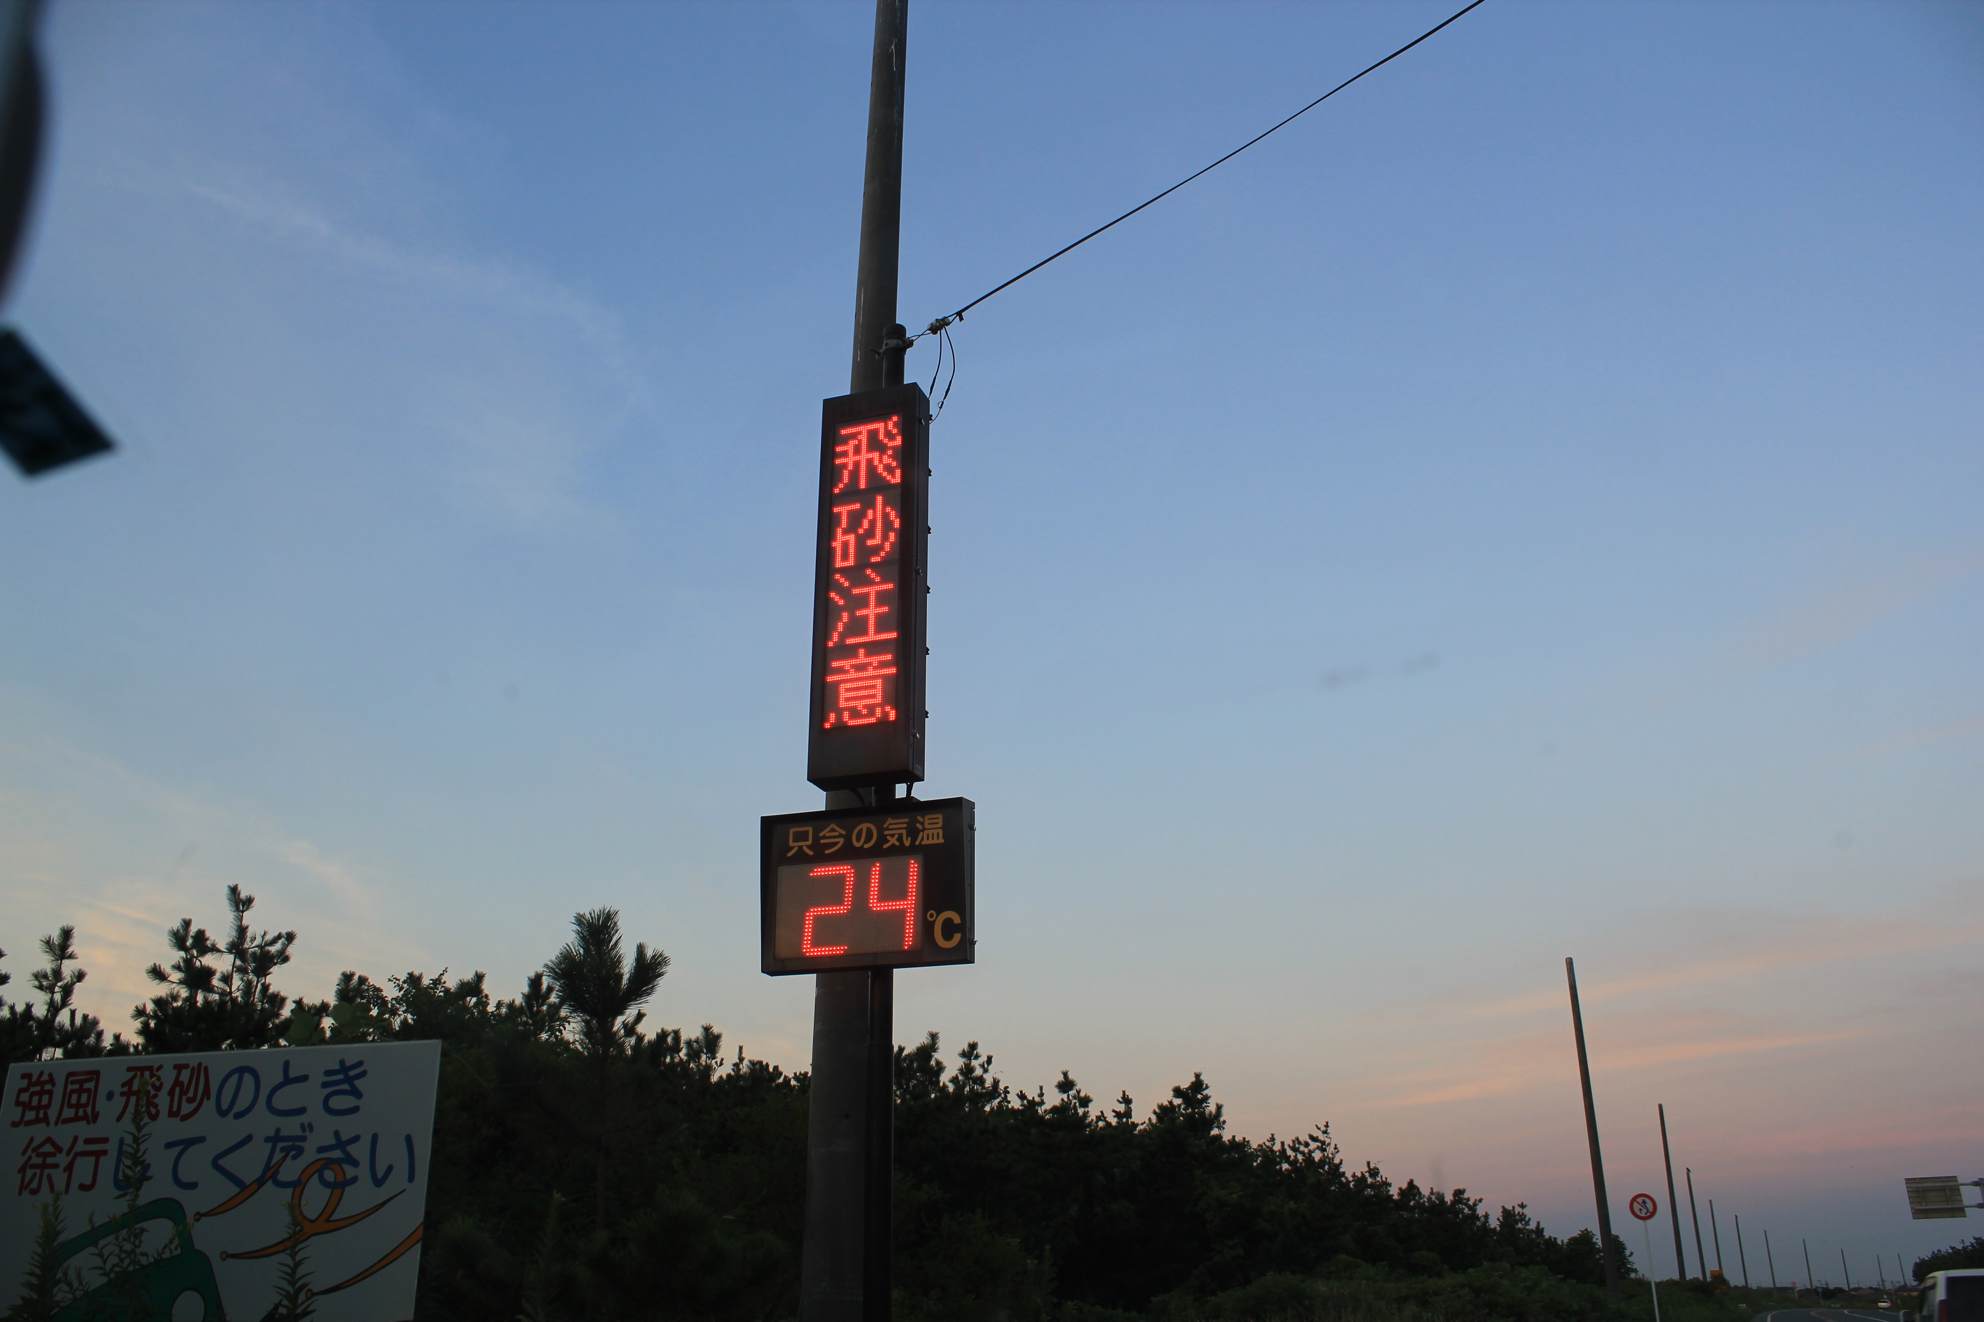 飛砂注意
只今の気温
24℃
強風・飛砂のとき
徐行してください